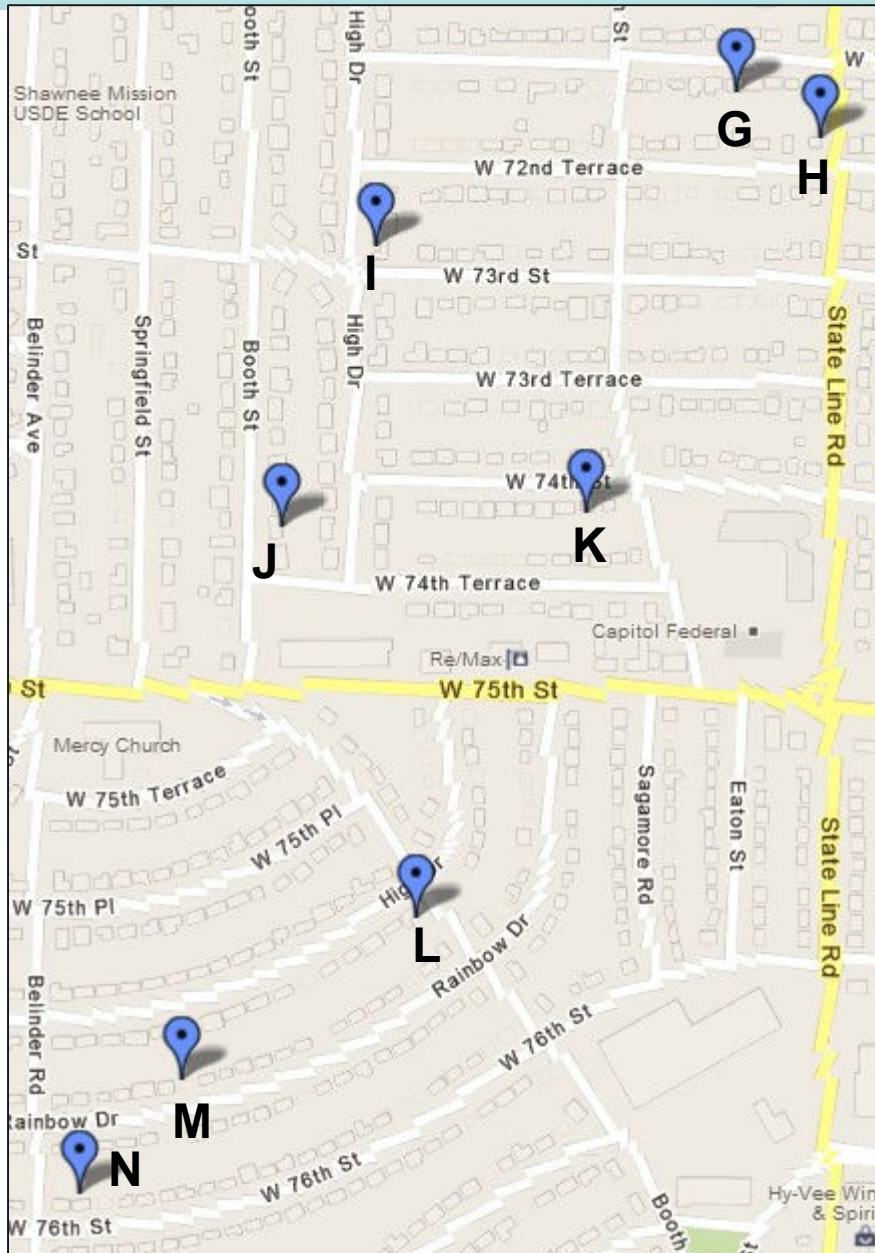 High Dr
St
W
Shawnee Mission
USDE School
G
H
W 72nd Terrace
I
St
W 73rd St
Belinder Ave
Springfield St
Booth St
High Dr
State Line Rd
W 73rd Terrace
W 74th St
J
K
W 74th Terrace
Capitol Federal
Re/Max
St
W 75th St
Mercy Church
W 75th Terrace
Sagamore Rd
Eaton St
State Line Rd
W 75th Pl
W 75th Pl
L
Rainbow Dr
Belinder Rd
W 76th St
M
Rainbow Dr
N
W 76th St
W 76th St
Booth
Hy-Vee Win
& Spiri